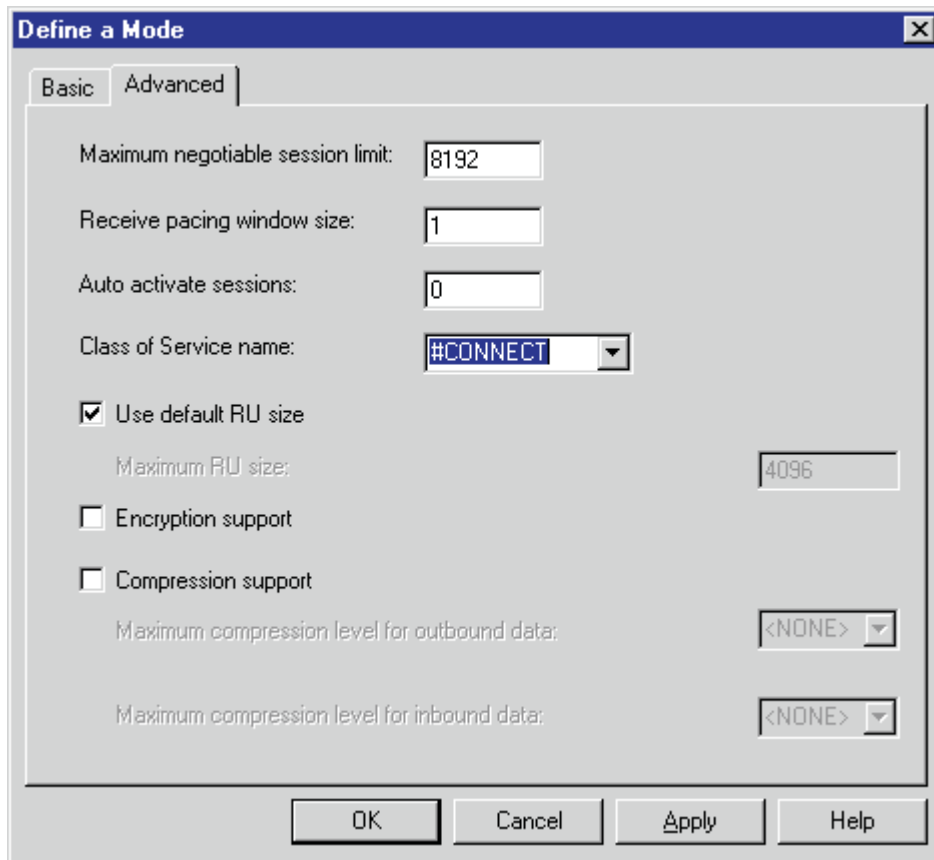 Define a Mode
Basic Advanced
Maximum negotiable session limit: 8192
Receive pacing window size: 1
Auto activate sessions: 0
Class of Service name: #CONNECT
Use default RU size
Maximum RU size: 4096
Encryption support
Compression support
Maximum compression level for outbound data: <NONE>
Maximum compression level for inbound data: <NONE>
OK Cancel Apply Help